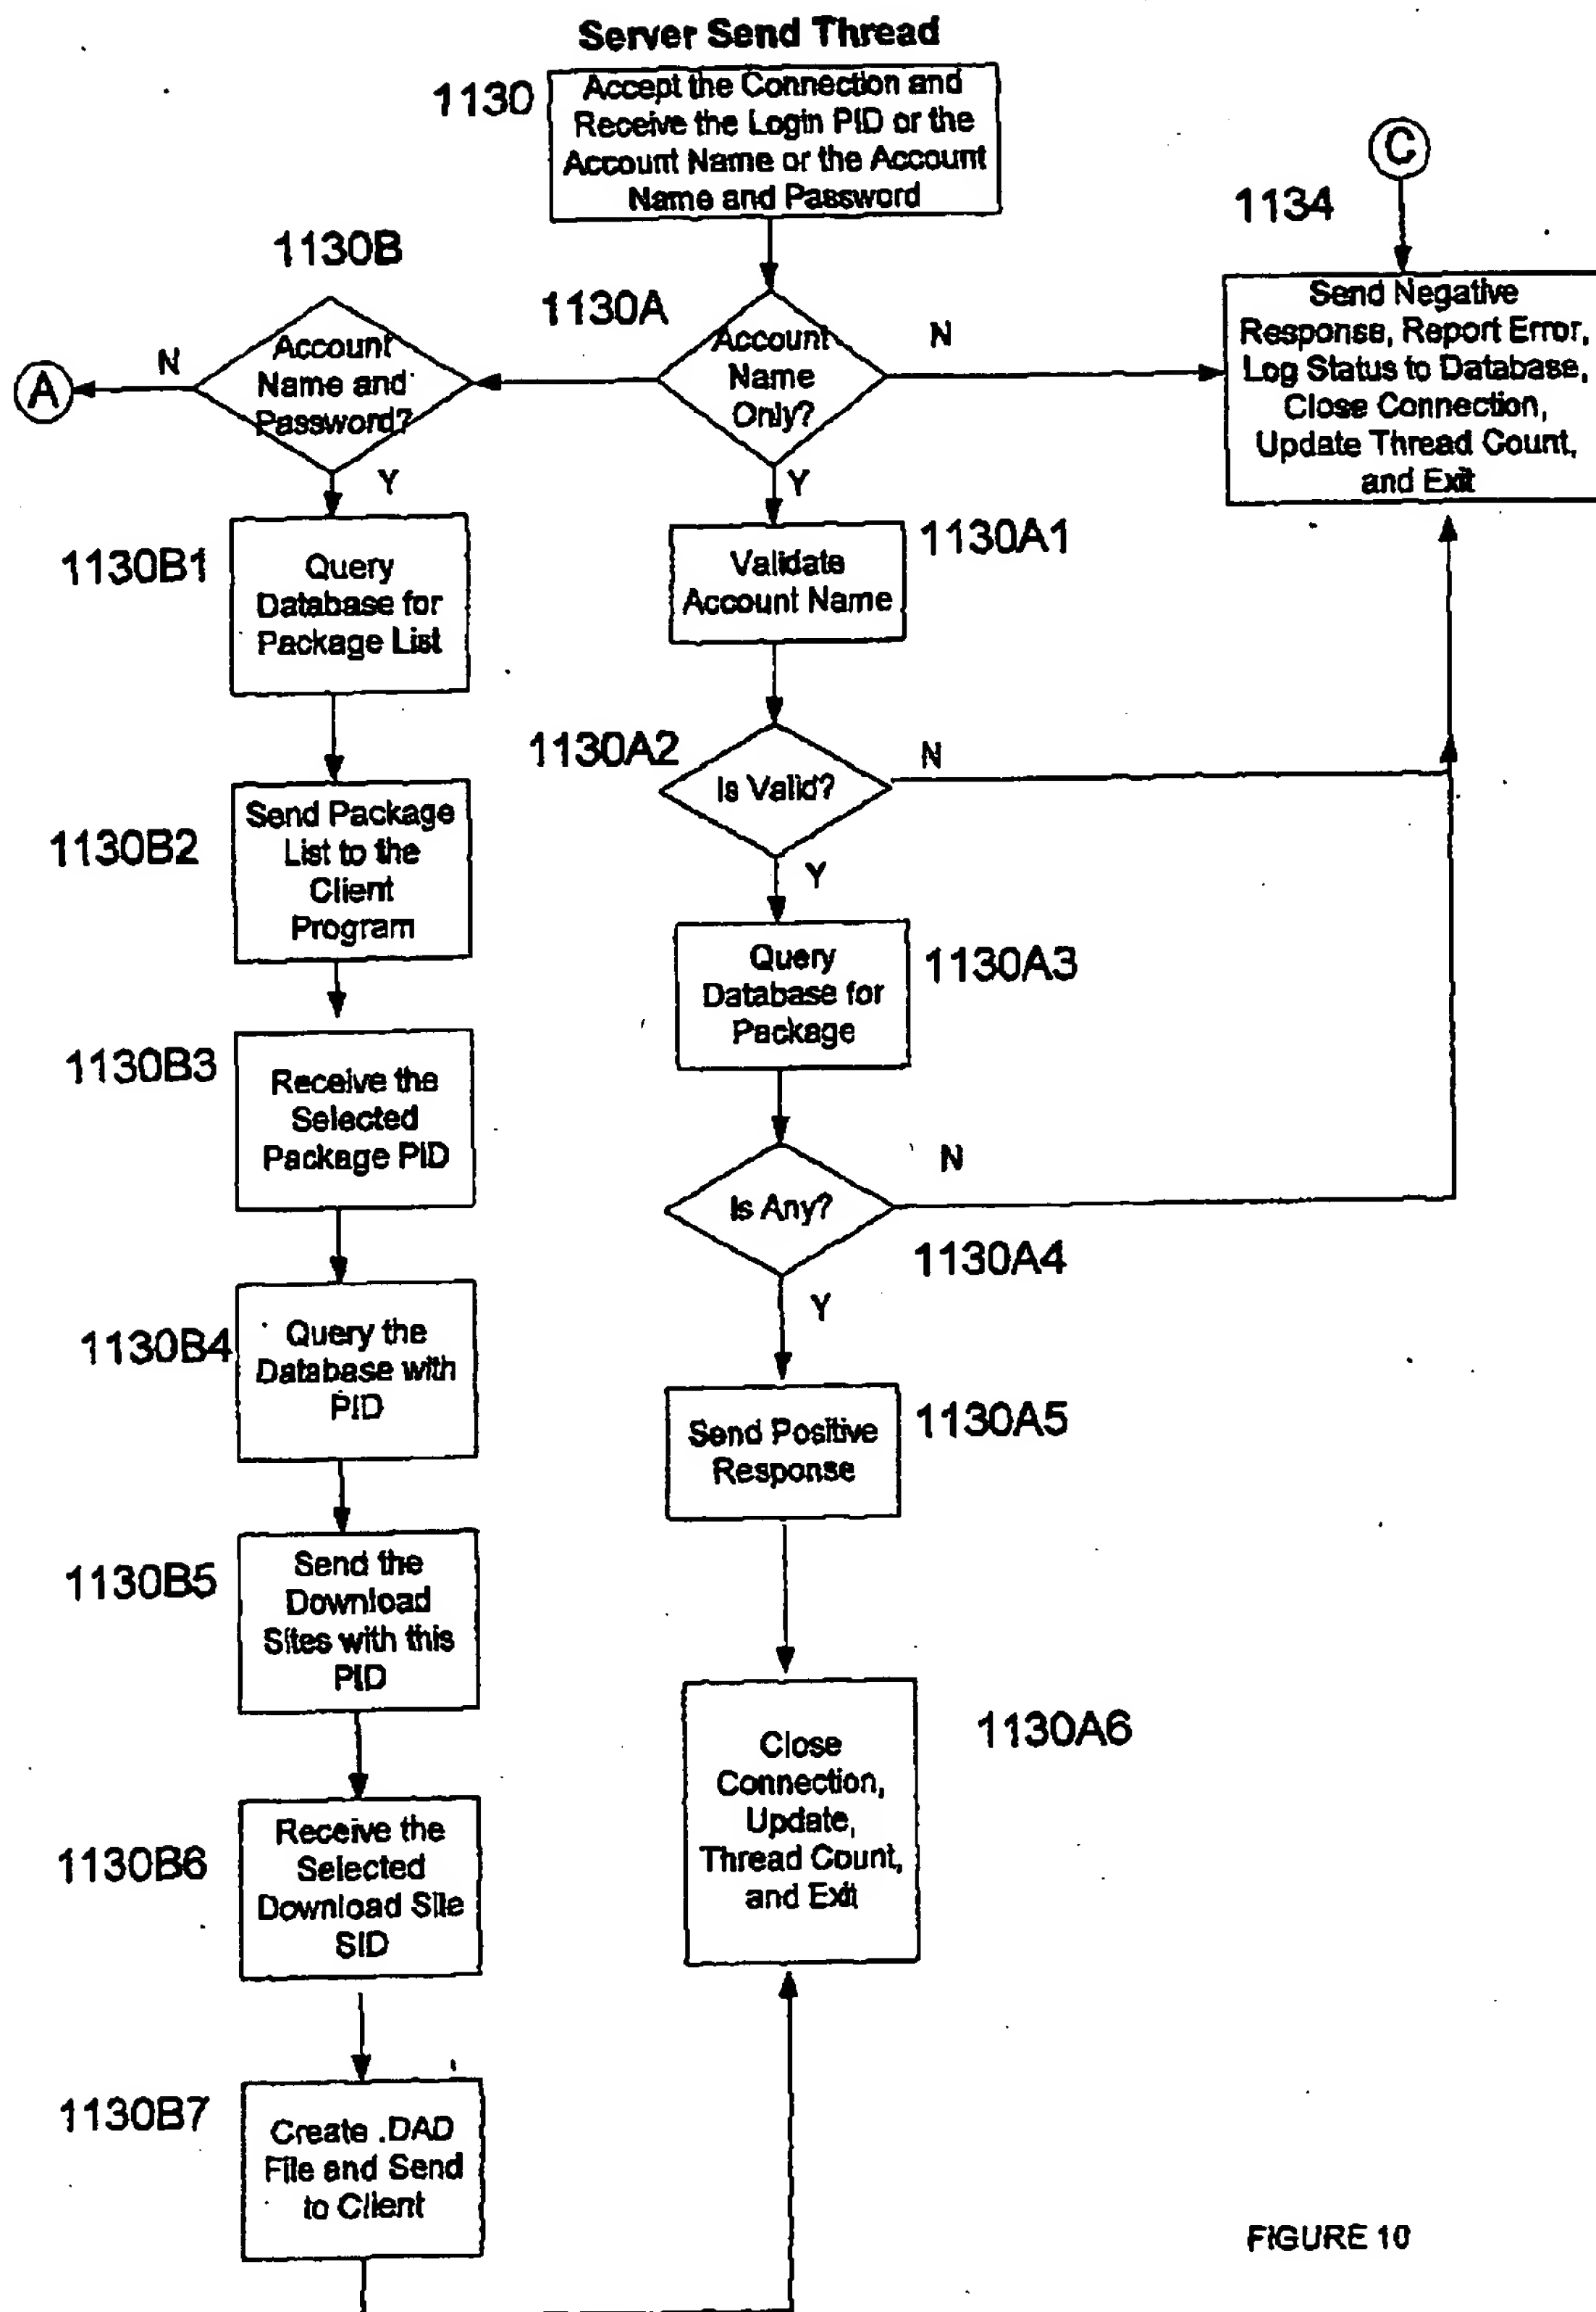 Server Send Thread
1130
Accept the Connection and
Receive the Login PID or the
Account Name or the Account
Name and Password
C
1134
Send Negative
Response, Report Error,
Log Status to Database,
Close Connection,
Update Thread Count,
and Exit
1130B
Account
Name and
Password?
N
A
Y
1130A
Account
Name
Only?
N
Y
1130B1
Query
Database for
Package List
1130A1
Validate
Account Name
1130A2
Is Valid?
N
Y
1130B2
Send Package
List to the
Client
Program
1130A3
Query
Database for
Package
1130B3
Receive the
Selected
Package PID
Is Any?
N
1130A4
Y
1130B4
Query the
Database with
PID
1130A5
Send Positive
Response
1130B5
Send the
Download
Sites with this
PID
1130A6
Close
Connection,
Update,
Thread Count,
and Exit
1130B6
Receive the
Selected
Download Site
SID
1130B7
Create .DAD
File and Send
to Client
FIGURE 10